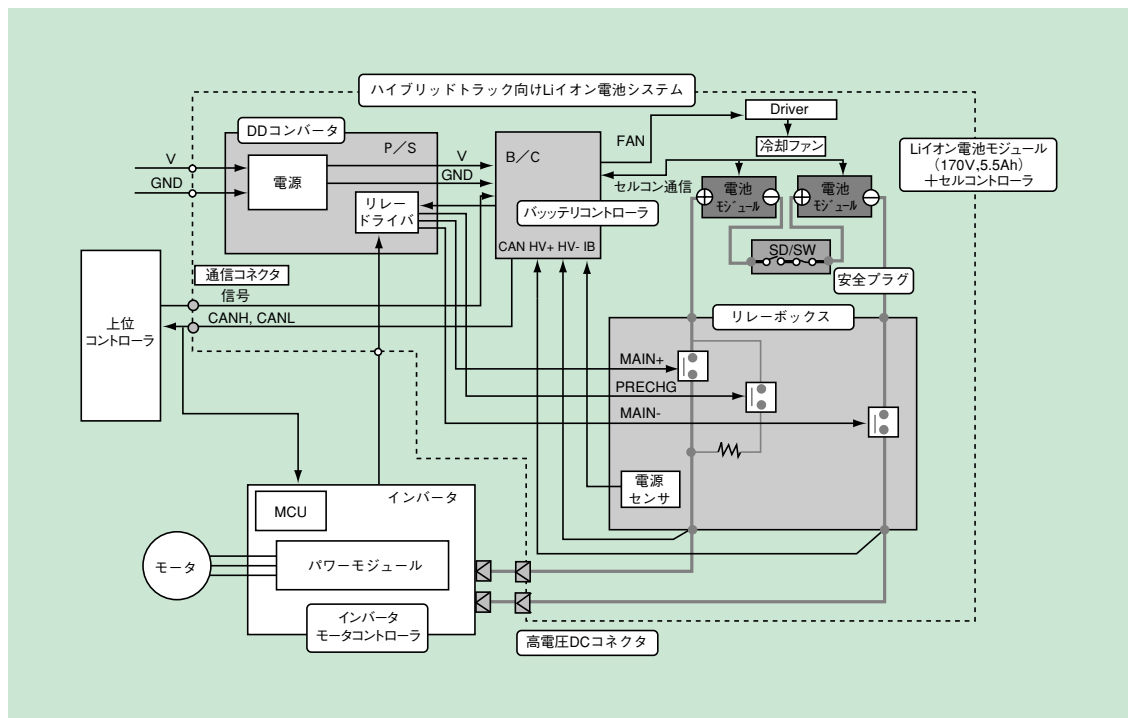 ハイブリッドトラック向けLiイオン電池システム
DDコンバータ
P／S
V
GND
電源
V
GND
リレー
ドライバ
B／C
バッッテリコントローラ
CAN HV+ HV- IB
FAN
Driver
冷却ファン
セルコン通信
電池
モジュール
電池
モジュール
Liイオン電池モジュール
（170V,5.5Ah）
＋セルコントローラ
SD/SW
安全プラグ
通信コネクタ
信号
CANH, CANL
上位
コントローラ
リレーボックス
MAIN+
PRECHG
MAIN-
電源
センサ
インバータ
MCU
パワーモジュール
モータ
インバータ
モータコントローラ
高電圧DCコネクタ